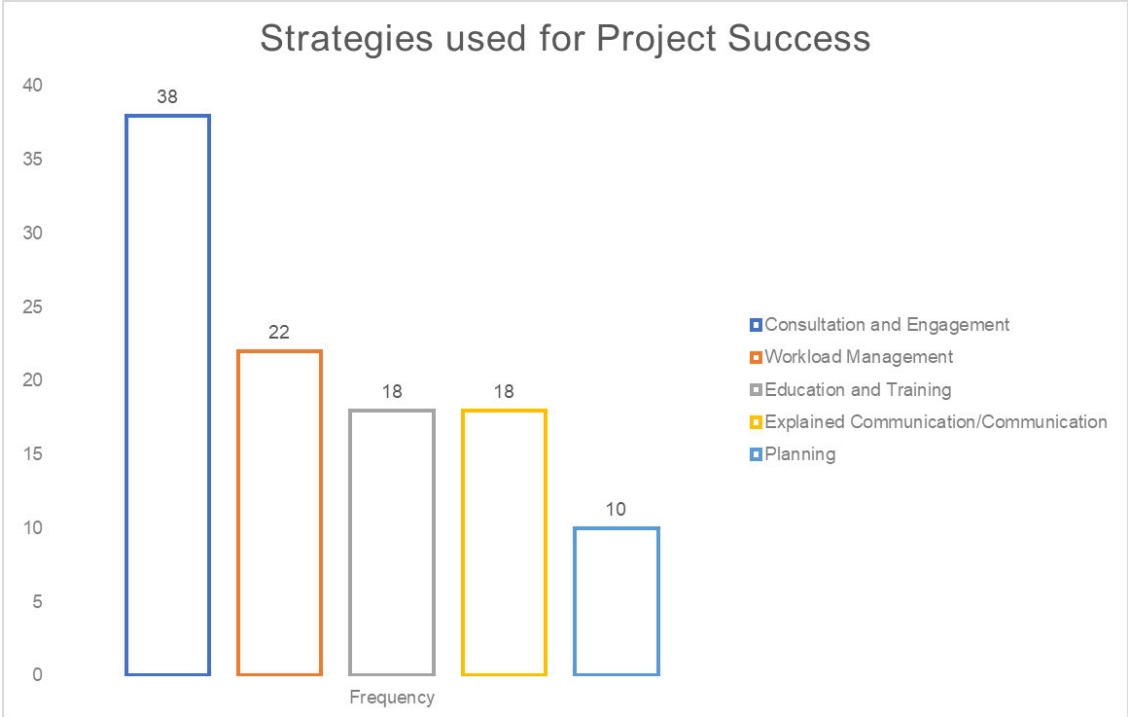 Strategies used for Project Success
40
35
30
25
20
15
10
5
0
38
22
18
18
10
Frequency
Consultation and Engagement
Workload Management
Education and Training
Explained Communication/Communication
Planning